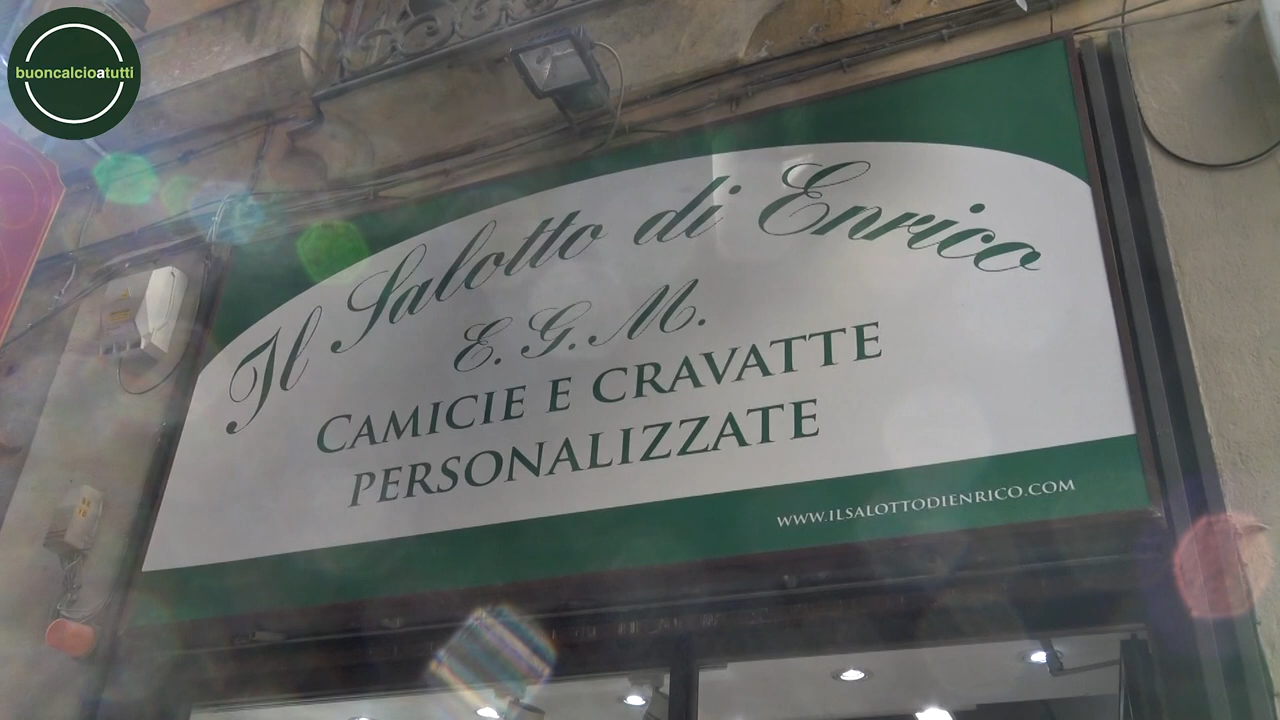 buoncalcioatutti
Il Salotto di Enrico
E. G. M.
CAMICIE E CRAVATTE
PERSONALIZZATE
WWW.ILSALOTTODIENRICO.COM